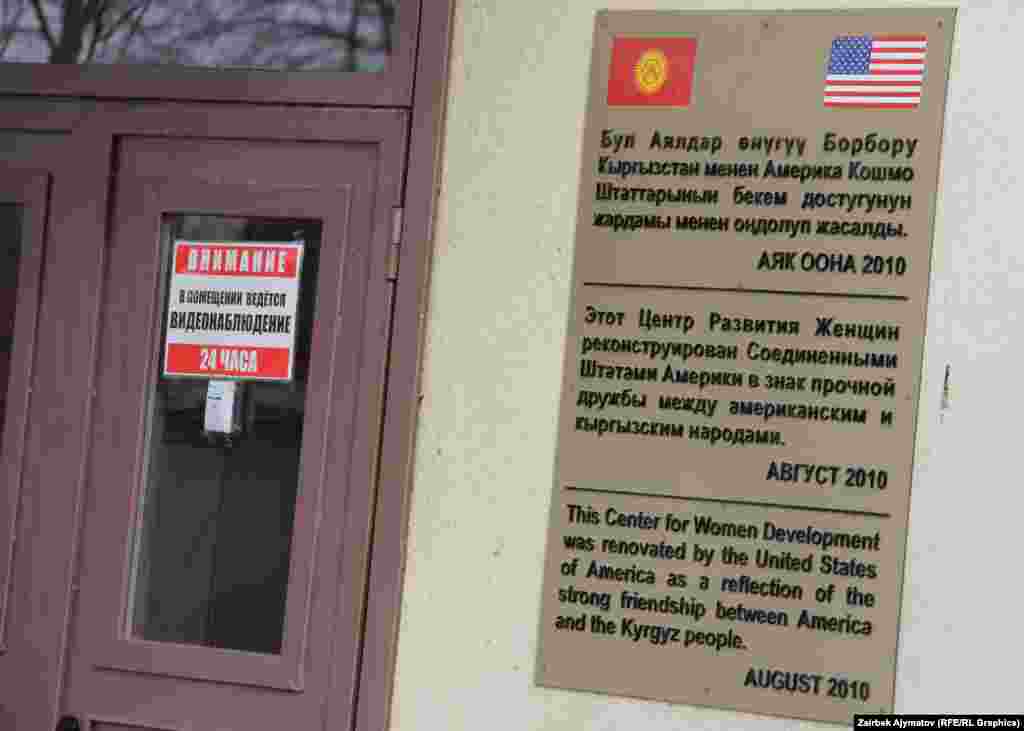 ВНИМАНИЕ
В ПОМЕЩЕНИИ ВЕДЁТСЯ
ВИДЕОНАБЛЮДЕНИЕ
24 ЧАСА
Бул Аялдар өнүгүү Борбору
Кыргызстан менен Америка Кошмо
Штаттарынын бекем достугунун
жардамы менен оңдолуп жасалды.
АЯК ООНА 2010
Этот Центр Развития Женщин
реконструирован Соединенными
Штатами Америки в знак прочной
дружбы между американским и
кыргызским народами.
АВГУСТ 2010
This Center for Women Development
was renovated by the United States
of America as a reflection of the
strong friendship between America
and the Kyrgyz people.
AUGUST 2010
Zairbek Ajymatov (RFE/RL Graphics)